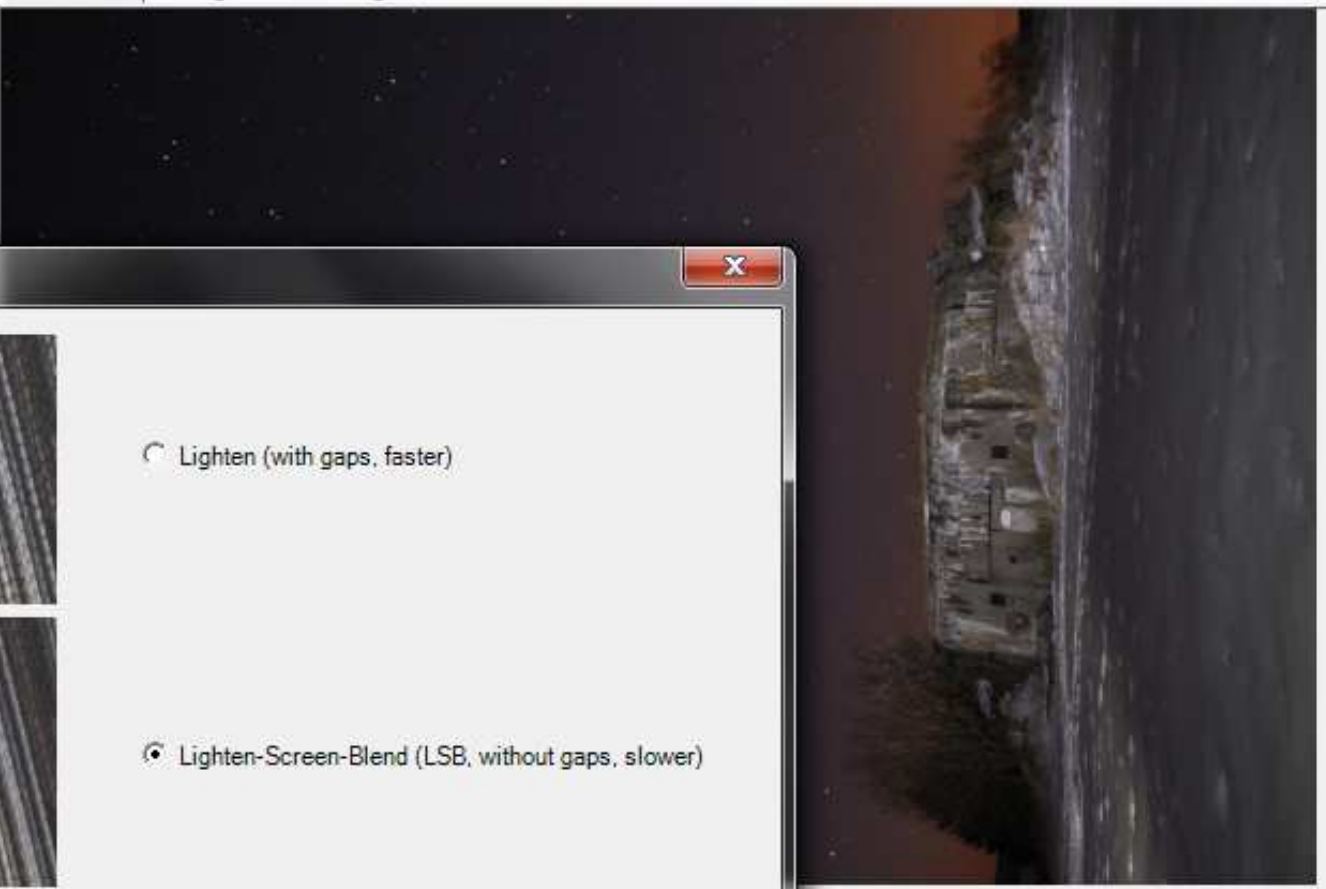 Lighten (with gaps, faster)
Lighten-Screen-Blend (LSB, without gaps, slower)